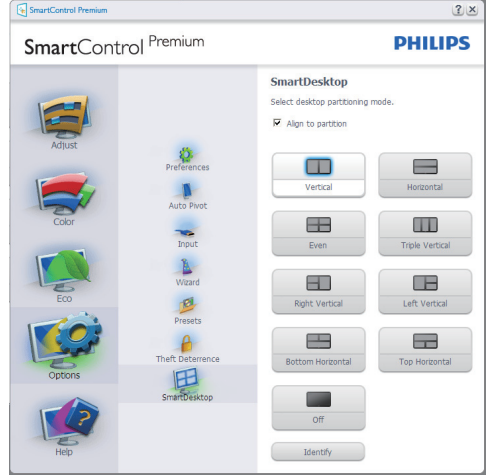 SmartControl Premium
SmartControl Premium
PHILIPS
Adjust
Color
Eco
Options
Help
Preferences
Auto Pivot
Input
Wizard
Presets
Theft Deterrence
SmartDesktop
SmartDesktop
Select desktop partitioning mode.
Align to partition
Vertical
Horizontal
Even
Triple Vertical
Right Vertical
Left Vertical
Bottom Horizontal
Top Horizontal
Off
Identify